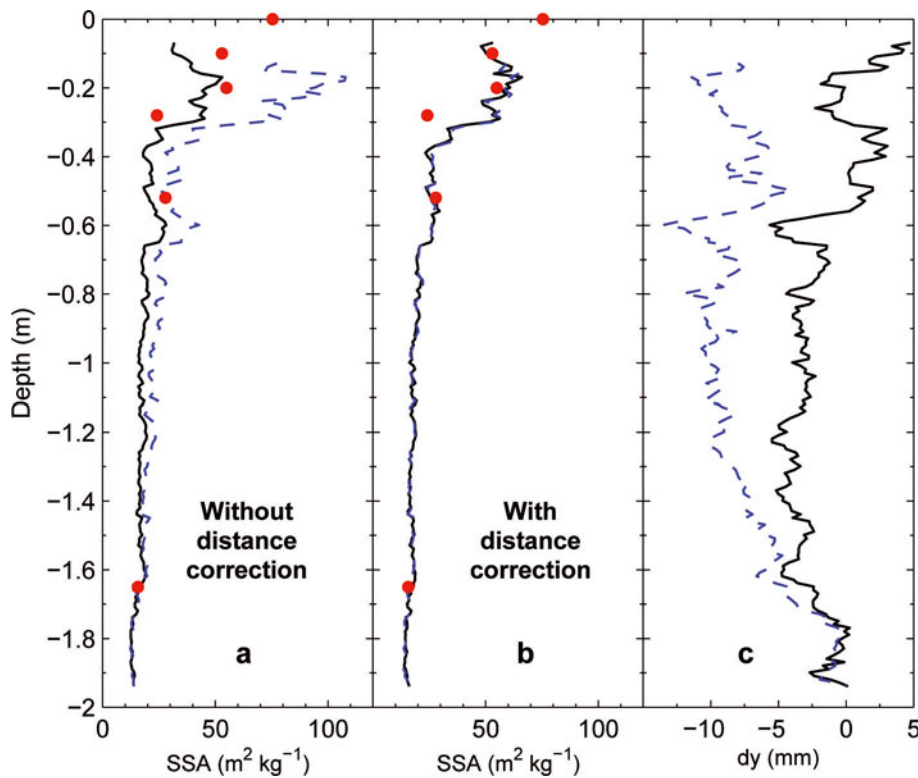 0
−0.2
−0.4
−0.6
−0.8
−1
−1.2
−1.4
−1.6
−1.8
−2
Depth (m)
Without
distance
correction
a
0 50 100
SSA (m² kg⁻¹)
With
distance
correction
b
50 100
SSA (m² kg⁻¹)
c
−10 −5 0 5
dy (mm)